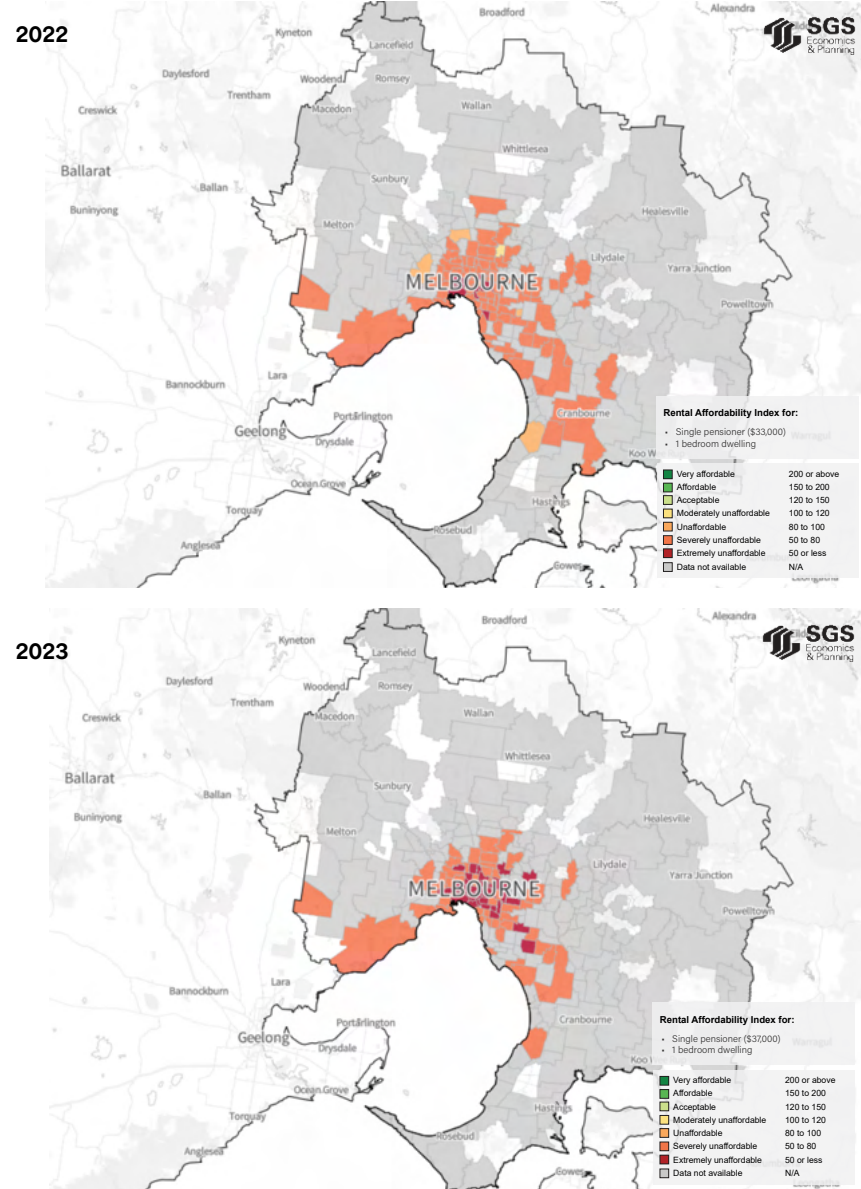 2022
SGS
Economics
& Planning
Broadford
Alexandra
Kyneton
Lancefield
Daylesford
Woodend
Romsey
Trentham
Macedon
Wallan
Creswick
Whittlesea
Ballarat
Sunbury
Ballan
Buninyong
Melton
Healesville
Lilydale
Yarra Junction
MELBOURNE
Powelltown
Lara
Bannockburn
Portarlington
Geelong
Drysdale
Cranbourne
Ocean Grove
Torquay
Hastings
Rosebud
Anglesea
Cowes
Warragul
Koo Wee Rup
Rental Affordability Index for:
• Single pensioner ($33,000)
• 1 bedroom dwelling
Very affordable 200 or above
Affordable 150 to 200
Acceptable 120 to 150
Moderately unaffordable 100 to 120
Unaffordable 80 to 100
Severely unaffordable 50 to 80
Extremely unaffordable 50 or less
Data not available N/A
2023
SGS
Economics
& Planning
Broadford
Alexandra
Kyneton
Lancefield
Daylesford
Woodend
Romsey
Trentham
Macedon
Wallan
Creswick
Whittlesea
Ballarat
Sunbury
Ballan
Buninyong
Melton
Healesville
Lilydale
Yarra Junction
MELBOURNE
Powelltown
Lara
Bannockburn
Portarlington
Geelong
Drysdale
Cranbourne
Ocean Grove
Torquay
Hastings
Rosebud
Anglesea
Cowes
Rental Affordability Index for:
• Single pensioner ($37,000)
• 1 bedroom dwelling
Very affordable 200 or above
Affordable 150 to 200
Acceptable 120 to 150
Moderately unaffordable 100 to 120
Unaffordable 80 to 100
Severely unaffordable 50 to 80
Extremely unaffordable 50 or less
Data not available N/A